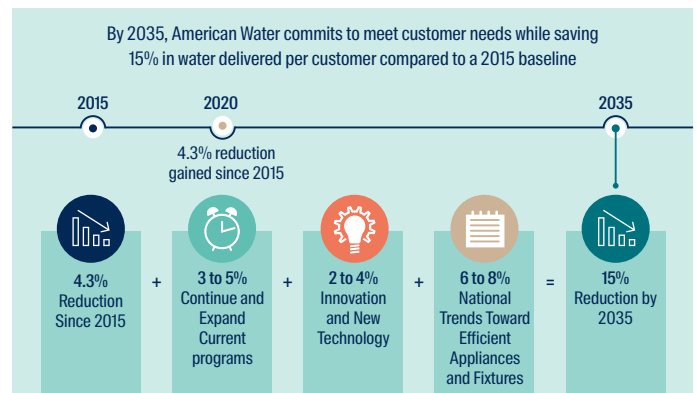 By 2035, American Water commits to meet customer needs while saving
15% in water delivered per customer compared to a 2015 baseline
2015
2020
2035
4.3% reduction
gained since 2015
4.3%
Reduction
Since 2015
+
3 to 5%
Continue and
Expand
Current
programs
+
2 to 4%
Innovation
and New
Technology
+
6 to 8%
National
Trends Toward
Efficient
Appliances
and Fixtures
=
15%
Reduction by
2035